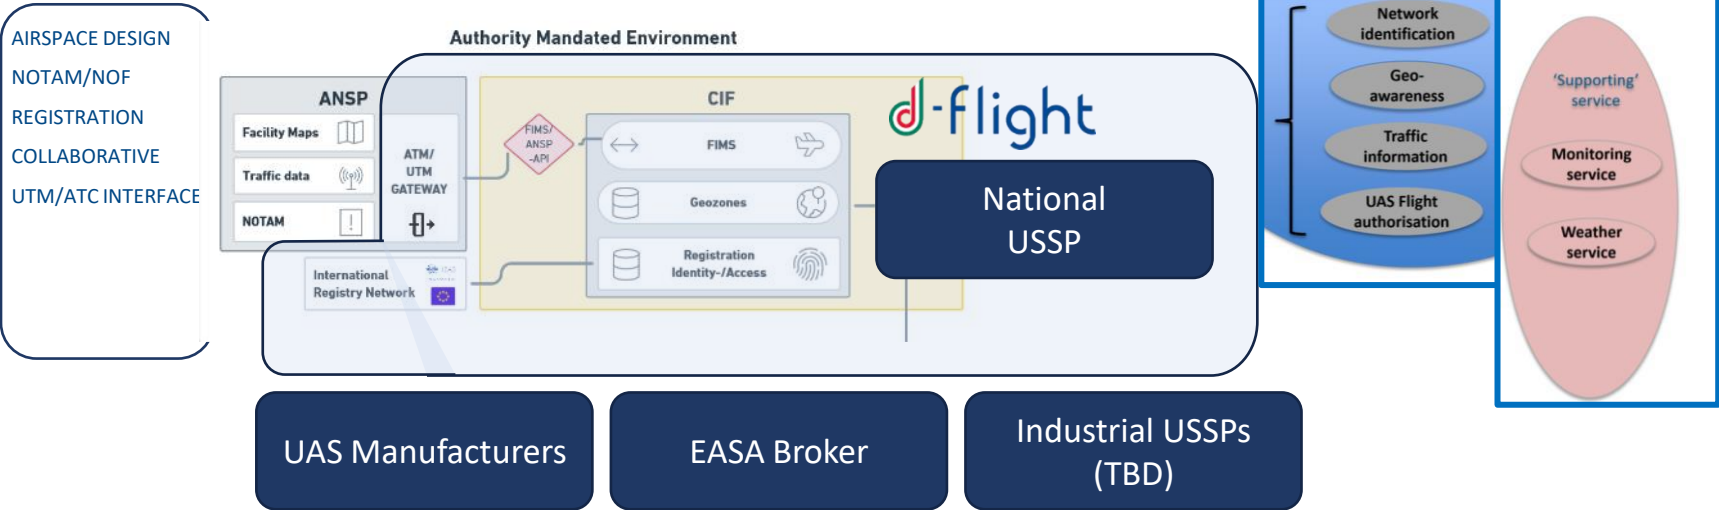 AIRSPACE DESIGN
NOTAM/NOF
REGISTRATION
COLLABORATIVE
UTM/ATC INTERFACE
Authority Mandated Environment
ANSP
Facility Maps
Traffic data
NOTAM
ATM/
UTM
GATEWAY
International
Registry Network
FIMS/
ANSP
-API
CIF
FIMS
Geozones
Registration
Identity-/Access
d-flight
National
USSP
UAS Manufacturers
EASA Broker
Industrial USSPs
(TBD)
Network
identification
Geo-
awareness
Traffic
information
UAS Flight
authorisation
'Supporting'
service
Monitoring
service
Weather
service